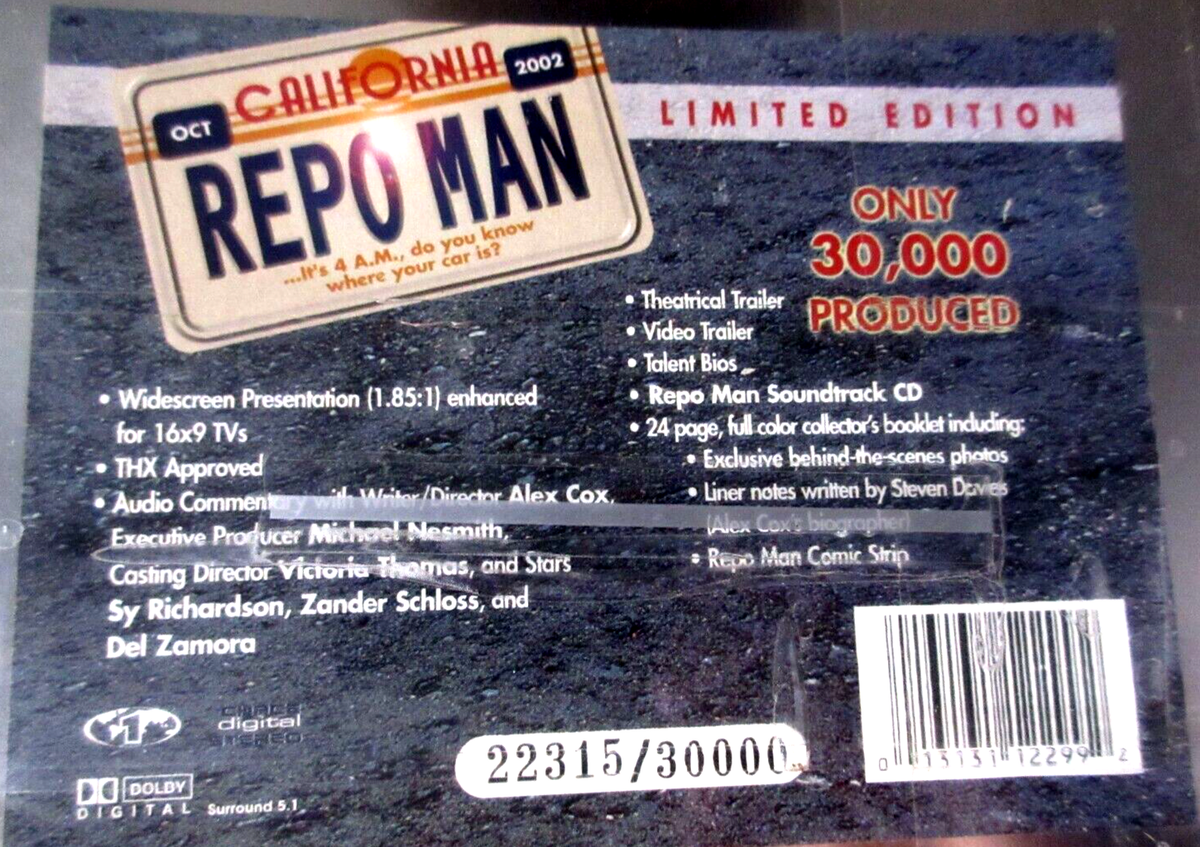 CALIFORNIA
OCT
2002
REPO MAN
...It's 4 A.M., do you know
where your car is?
LIMITED EDITION
ONLY
30,000
PRODUCED
• Widescreen Presentation (1.85:1) enhanced
for 16x9 TVs
• THX Approved
• Audio Commentary with Writer/Director Alex Cox,
Executive Producer Michael Nesmith,
Casting Director Victoria Thomas, and Stars
Sy Richardson, Zander Schloss, and
Del Zamora
• Theatrical Trailer
• Video Trailer
• Talent Bios
• Repo Man Soundtrack CD
• 24 page, full color collector's booklet including:
• Exclusive behind-the-scenes photos
• Liner notes written by Steven Davies
(Alex Cox's biographer)
• Repo Man Comic Strip
1
digital
STEREO
DOLBY
DIGITAL Surround 5.1
22315/30000
0 13131 12299 2